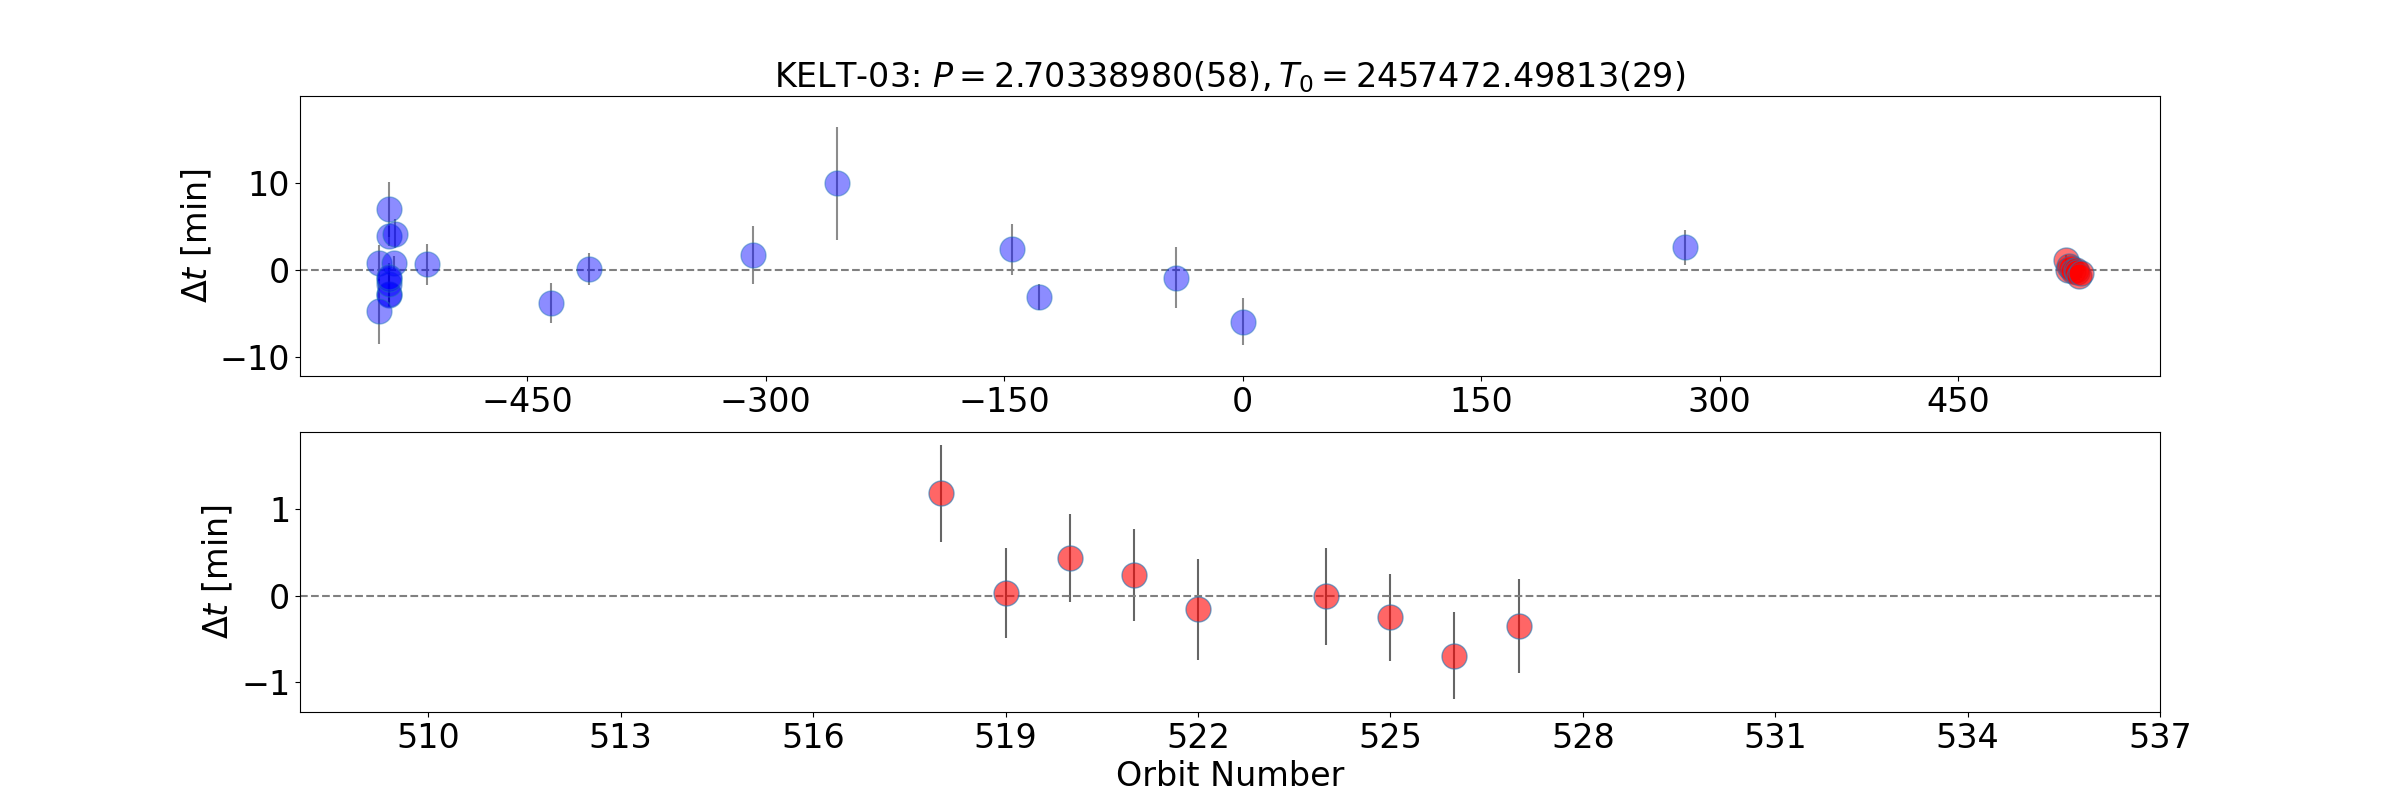 KELT-03: P = 2.70338980(58), T₀ = 2457472.49813(29)
Δt [min]
10
0
−10
−450 −300 −150 0 150 300 450
Δt [min]
1
0
−1
510 513 516 519 522 525 528 531 534 537
Orbit Number